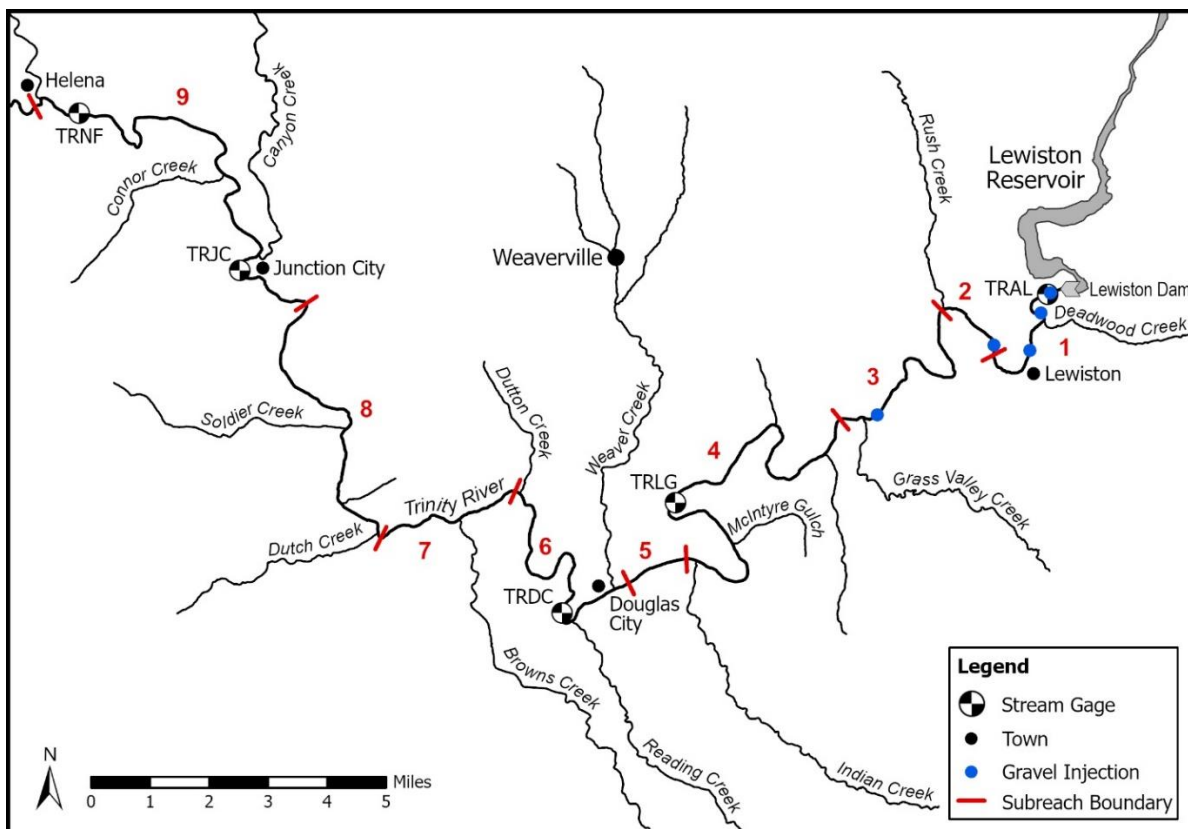 Helena
9
TRNF
Canyon Creek
Connor Creek
TRJC
Junction City
Weaverville
Rush Creek
Lewiston
Reservoir
2
TRAL
Lewiston Dam
Deadwood Creek
1
Lewiston
3
Dutton Creek
Soldier Creek
8
Weaver Creek
4
TRLG
Grass Valley Creek
Trinity River
McIntyre Gulch
Dutch Creek
7
6
5
TRDC
Douglas
City
Browns Creek
Reading Creek
Indian Creek
Legend
Stream Gage
Town
Gravel Injection
Subreach Boundary
N
Miles
0 1 2 3 4 5